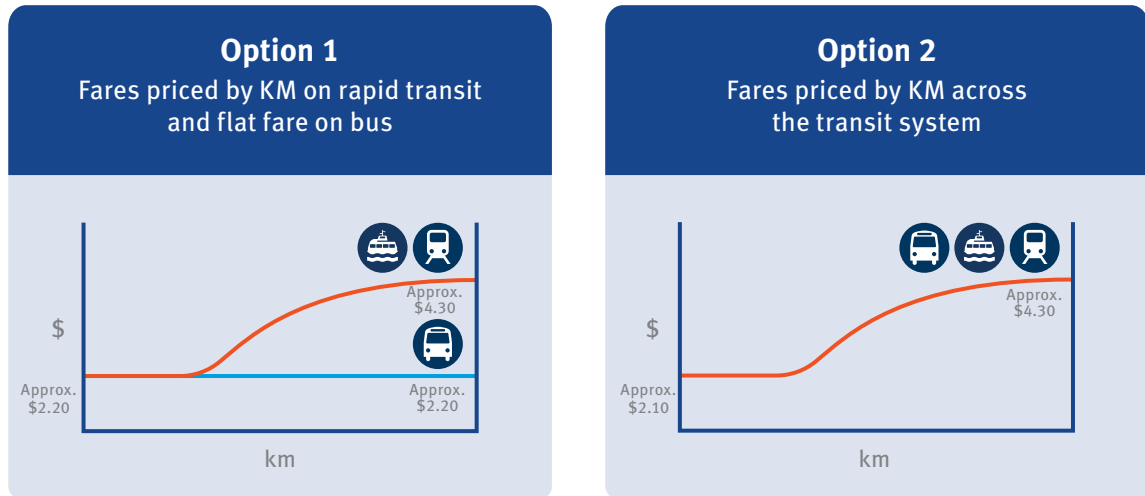 Option 1
Fares priced by KM on rapid transit
and flat fare on bus
$
Approx.
$4.30
Approx.
$2.20
Approx.
$2.20
km
Option 2
Fares priced by KM across
the transit system
$
Approx.
$4.30
Approx.
$2.10
km